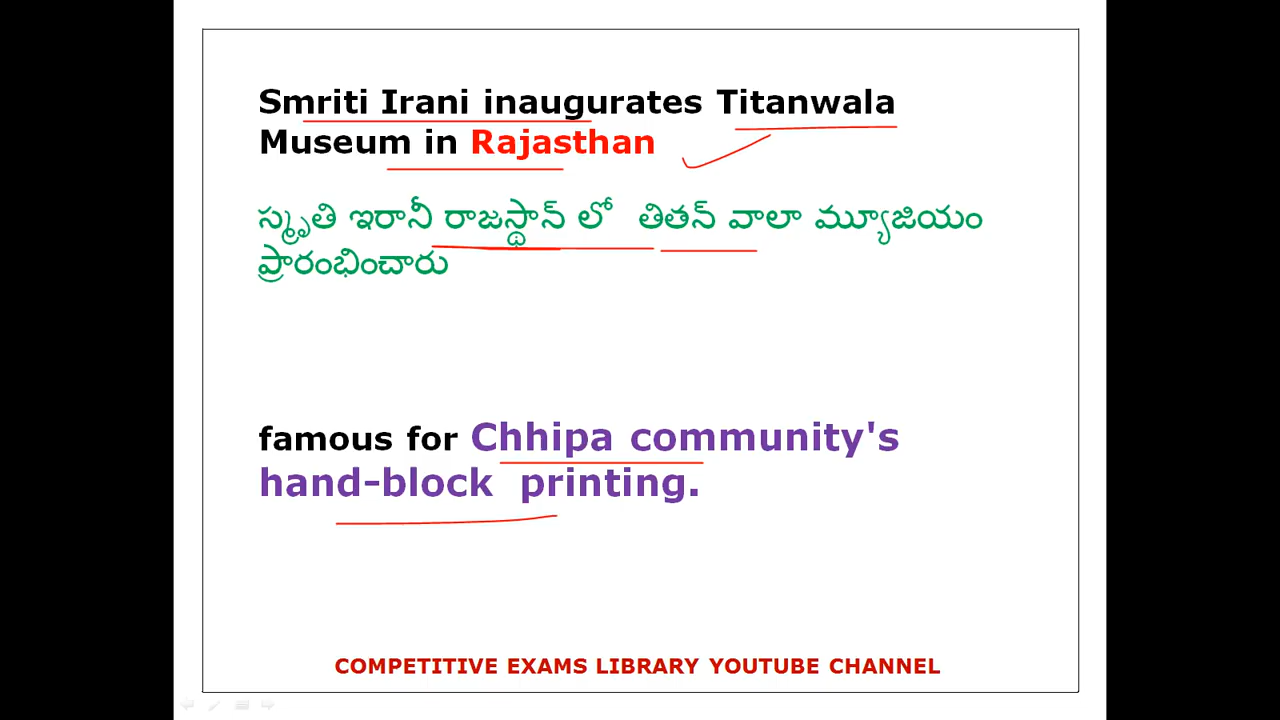 Smriti Irani inaugurates Titanwala
Museum in Rajasthan
స్మృతి ఇరానీ రాజస్థాన్ లో తితన్ వాలా మ్యూజియం
ప్రారంభించారు
famous for Chhipa community's
hand-block printing.
COMPETITIVE EXAMS LIBRARY YOUTUBE CHANNEL